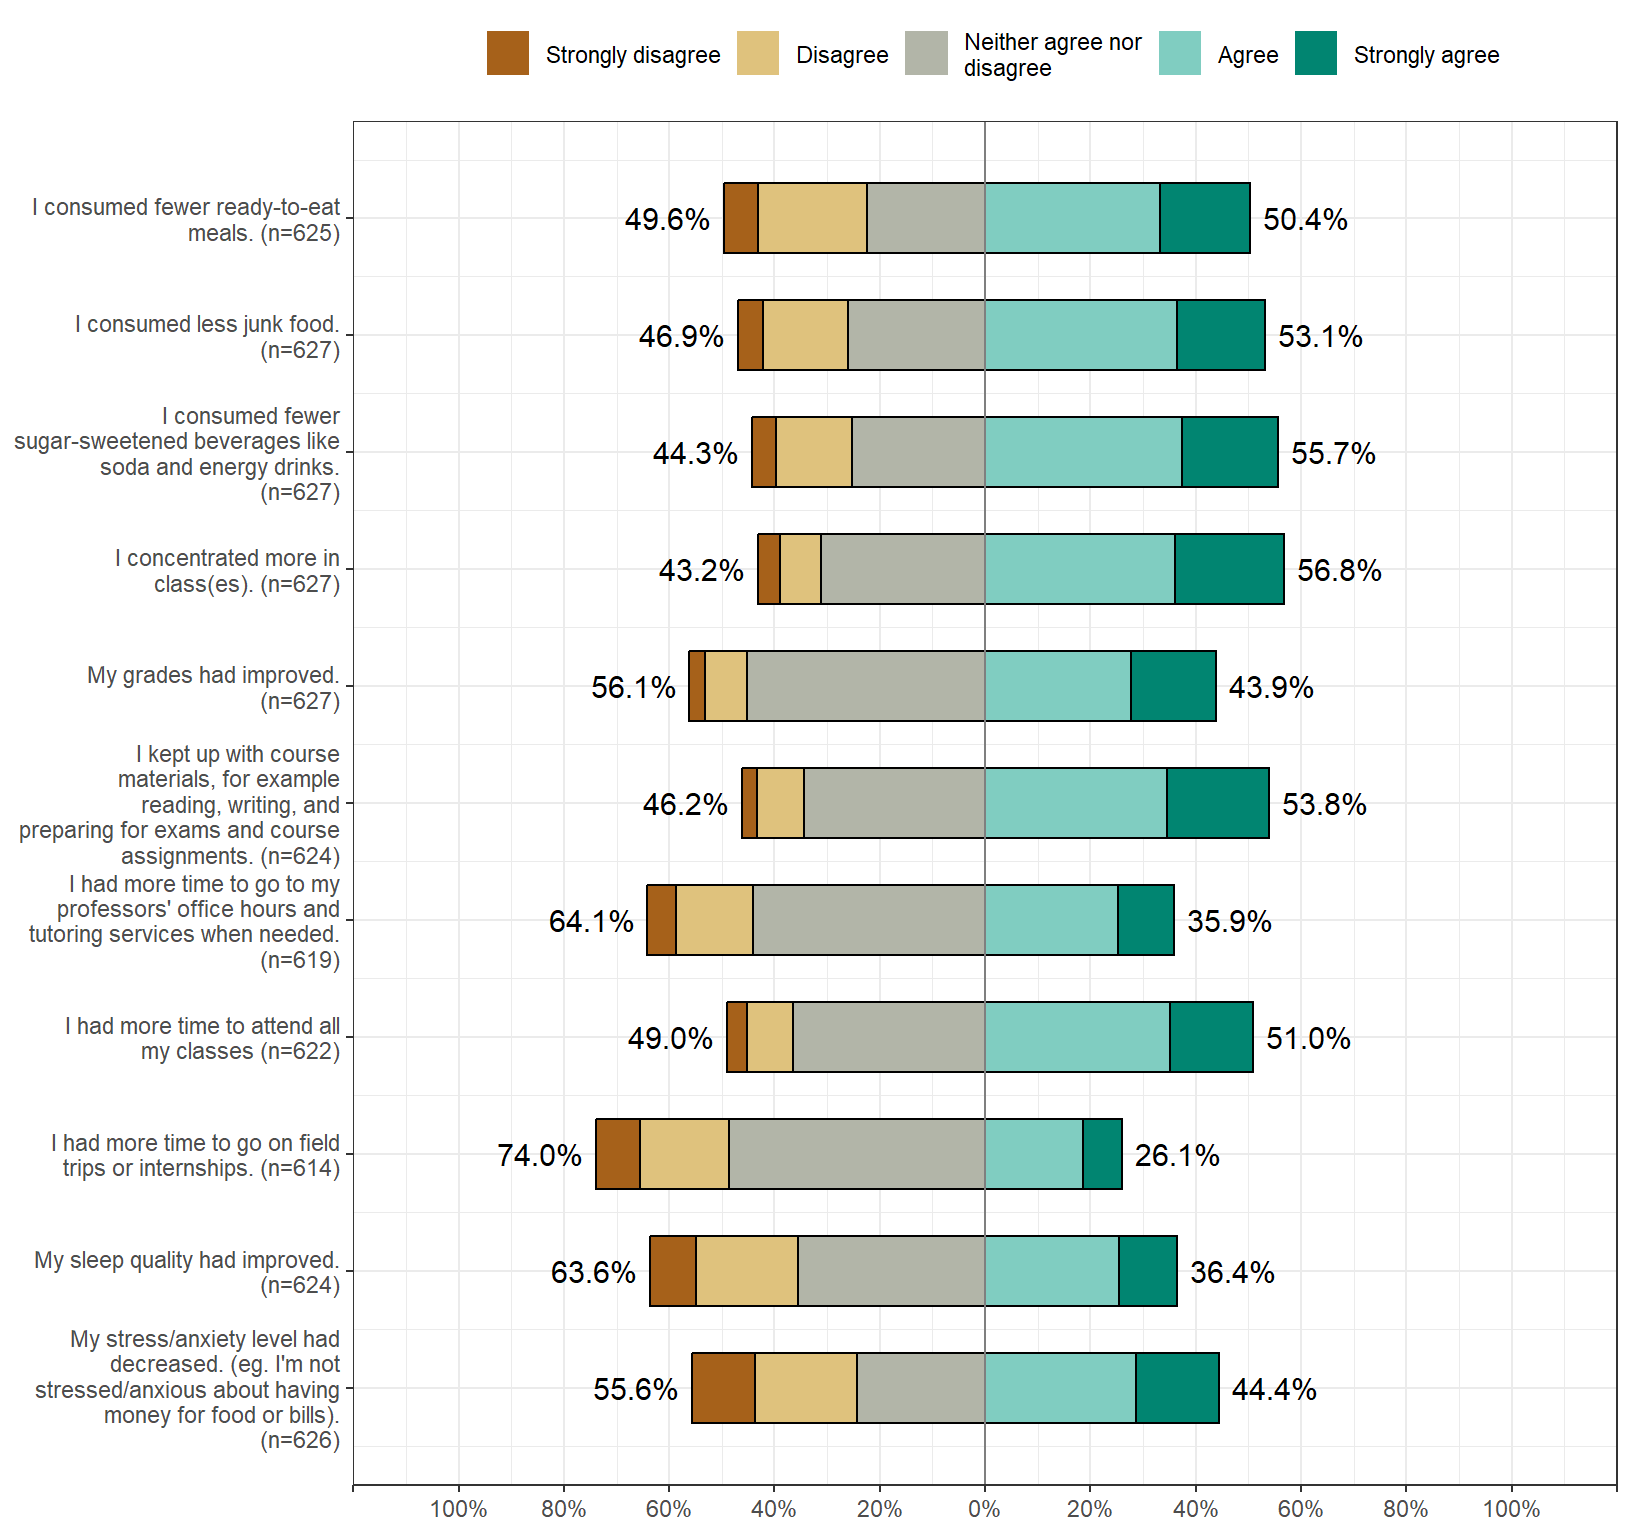 Strongly disagree
Disagree
Neither agree nor
disagree
Agree
Strongly agree
I consumed fewer ready-to-eat
meals. (n=625)
49.6%
50.4%
I consumed less junk food.
(n=627)
46.9%
53.1%
I consumed fewer
sugar-sweetened beverages like
soda and energy drinks.
(n=627)
44.3%
55.7%
I concentrated more in
class(es). (n=627)
43.2%
56.8%
My grades had improved.
(n=627)
56.1%
43.9%
I kept up with course
materials, for example
reading, writing, and
preparing for exams and course
assignments. (n=624)
46.2%
53.8%
I had more time to go to my
professors' office hours and
tutoring services when needed.
(n=619)
64.1%
35.9%
I had more time to attend all
my classes (n=622)
49.0%
51.0%
I had more time to go on field
trips or internships. (n=614)
74.0%
26.1%
My sleep quality had improved.
(n=624)
63.6%
36.4%
My stress/anxiety level had
decreased. (eg. I'm not
stressed/anxious about having
money for food or bills).
(n=626)
55.6%
44.4%
100% 80% 60% 40% 20% 0% 20% 40% 60% 80% 100%